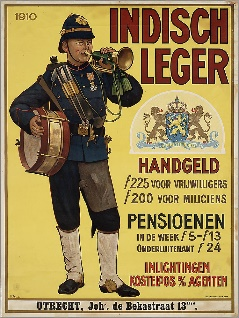 1910
INDISCH
LEGER
HANDGELD
f225 VOOR VRIJWILLIGERS
f200 VOOR MILICIENS
PENSIOENEN
IN DE WEEK f5-f13
ONDERLUITENANT f24
INLICHTINGEN
KOSTELOOS % AGENTEN
UTRECHT, Joh. de Bekastraat 13